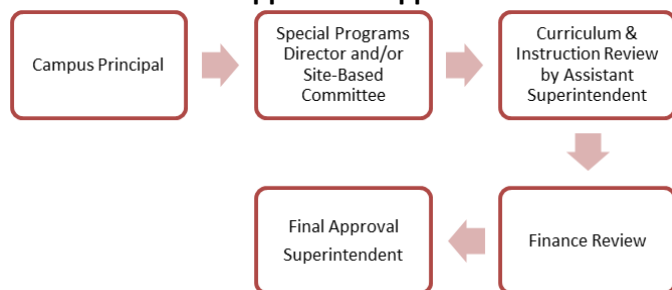 Campus Principal
Special Programs
Director and/or
Site-Based
Committee
Curriculum &
Instruction Review
by Assistant
Superintendent
Final Approval
Superintendent
Finance Review